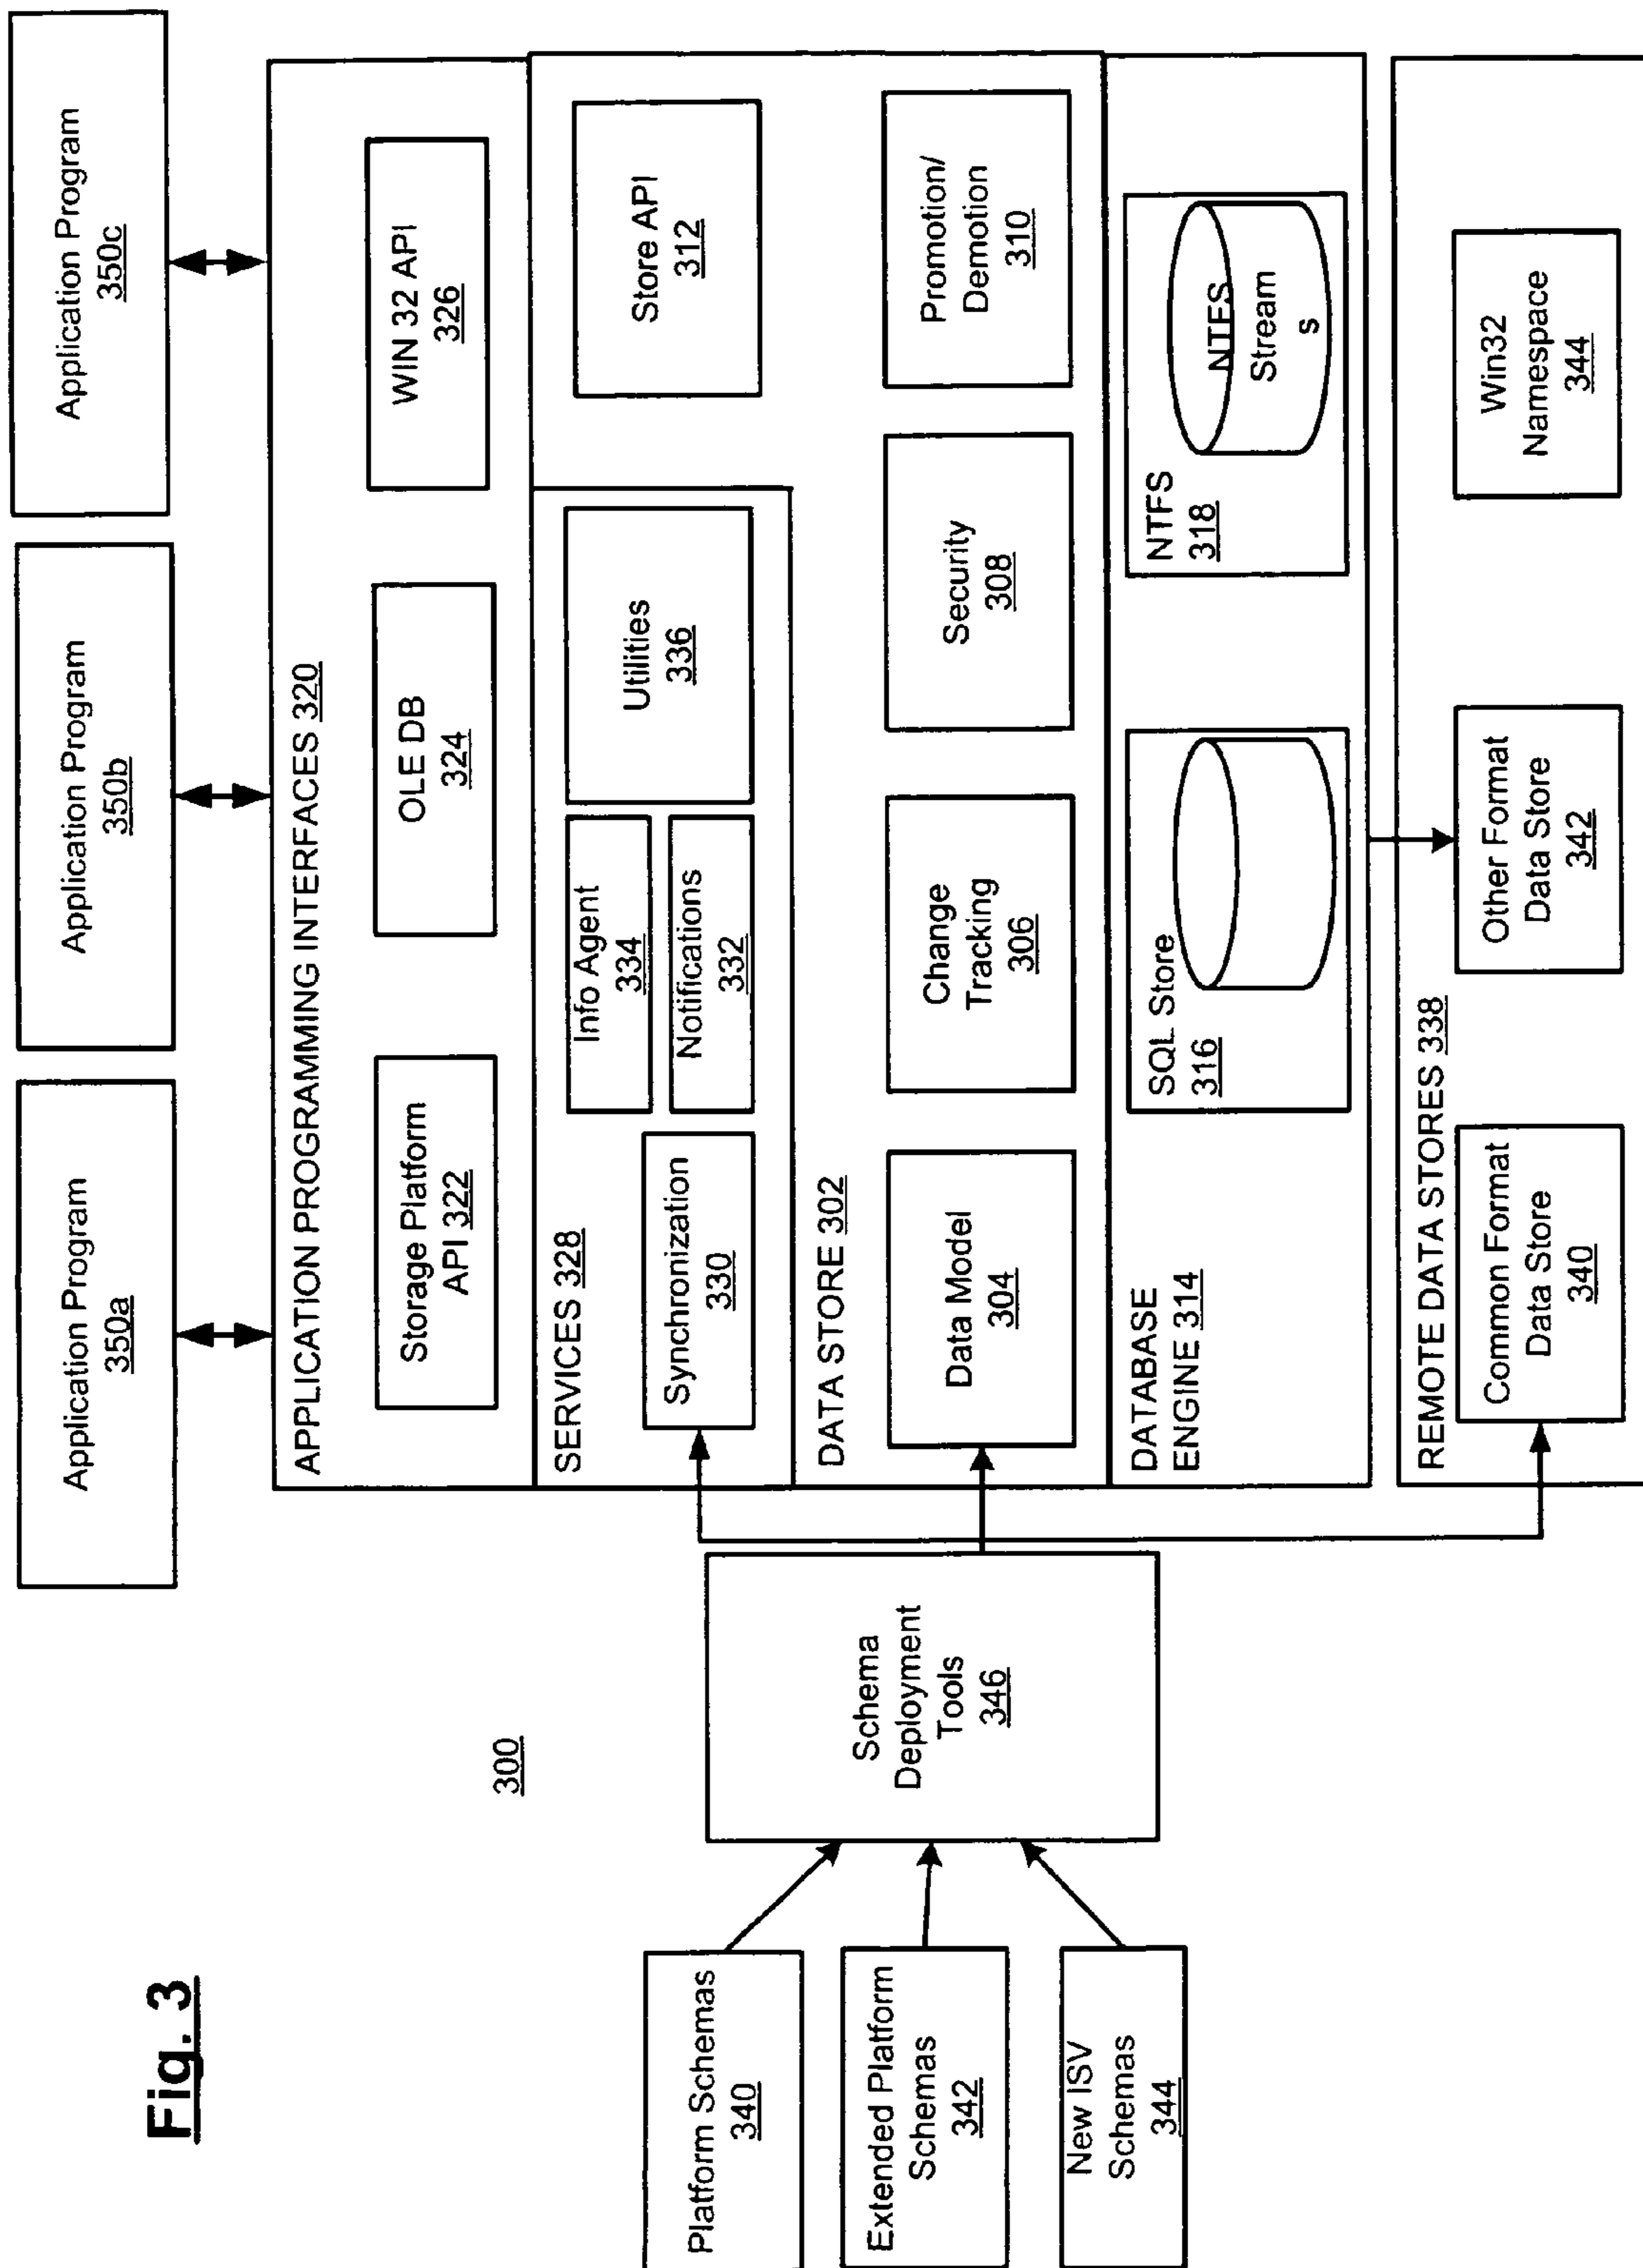 Application Program
350a
Application Program
350b
Application Program
350c
APPLICATION PROGRAMMING INTERFACES 320
Storage Platform
API 322
OLE DB
324
WIN 32 API
326
SERVICES 328
Synchronization
330
Info Agent
334
Notifications
332
Utilities
336
Store API
312
DATA STORE 302
Data Model
304
Change
Tracking
306
Security
308
Promotion/
Demotion
310
DATABASE
ENGINE 314
SQL Store
316
NTFS
318
NTFS
Stream
s
REMOTE DATA STORES 338
Common Format
Data Store
340
Other Format
Data Store
342
Win32
Namespace
344
300
Schema
Deployment
Tools
346
Platform Schemas
340
Extended Platform
Schemas
342
New ISV
Schemas
344
Fig. 3